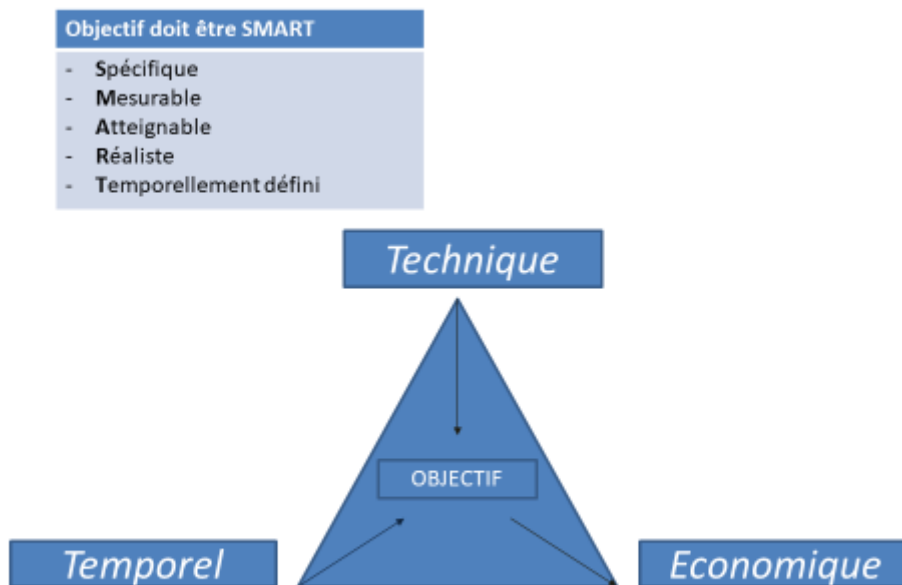 Objectif doit être SMART
- Spécifique
- Mesurable
- Atteignable
- Réaliste
- Temporellement défini
Technique
OBJECTIF
Temporel
Economique